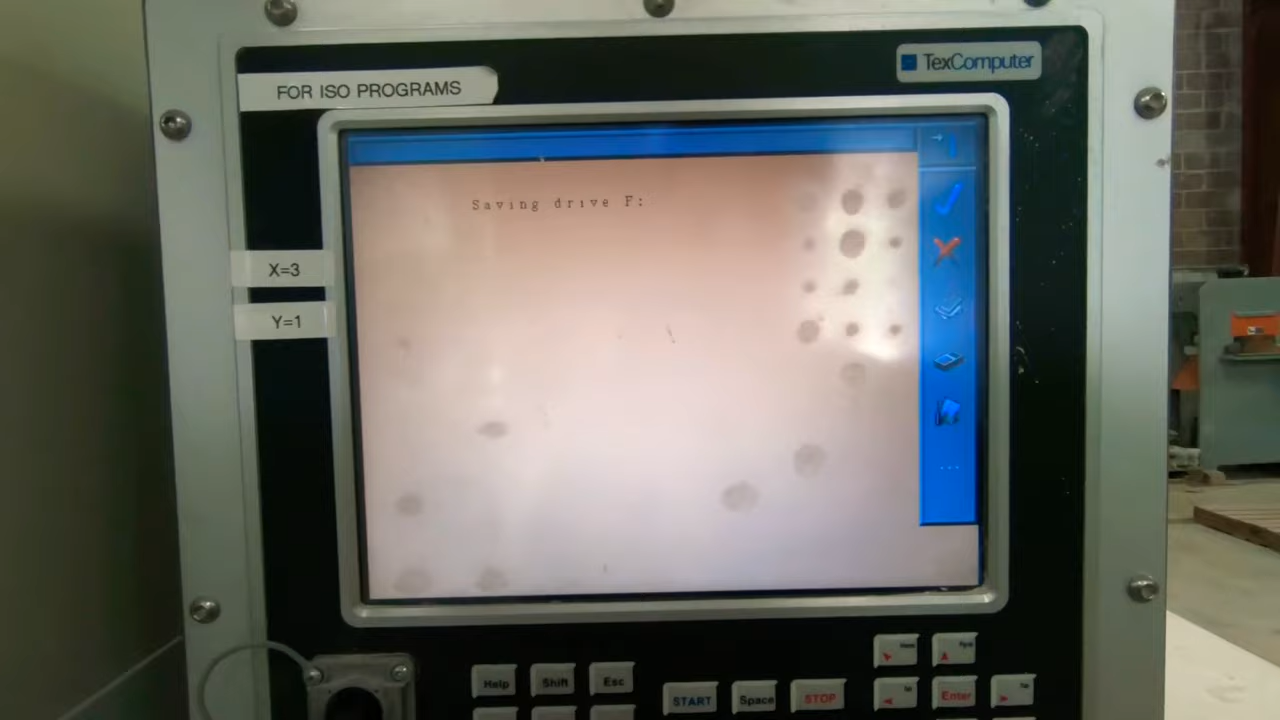 TexComputer
FOR ISO PROGRAMS
Saving drive F:
X=3
Y=1
Help
Shift
Esc
START
Space
STOP
Enter